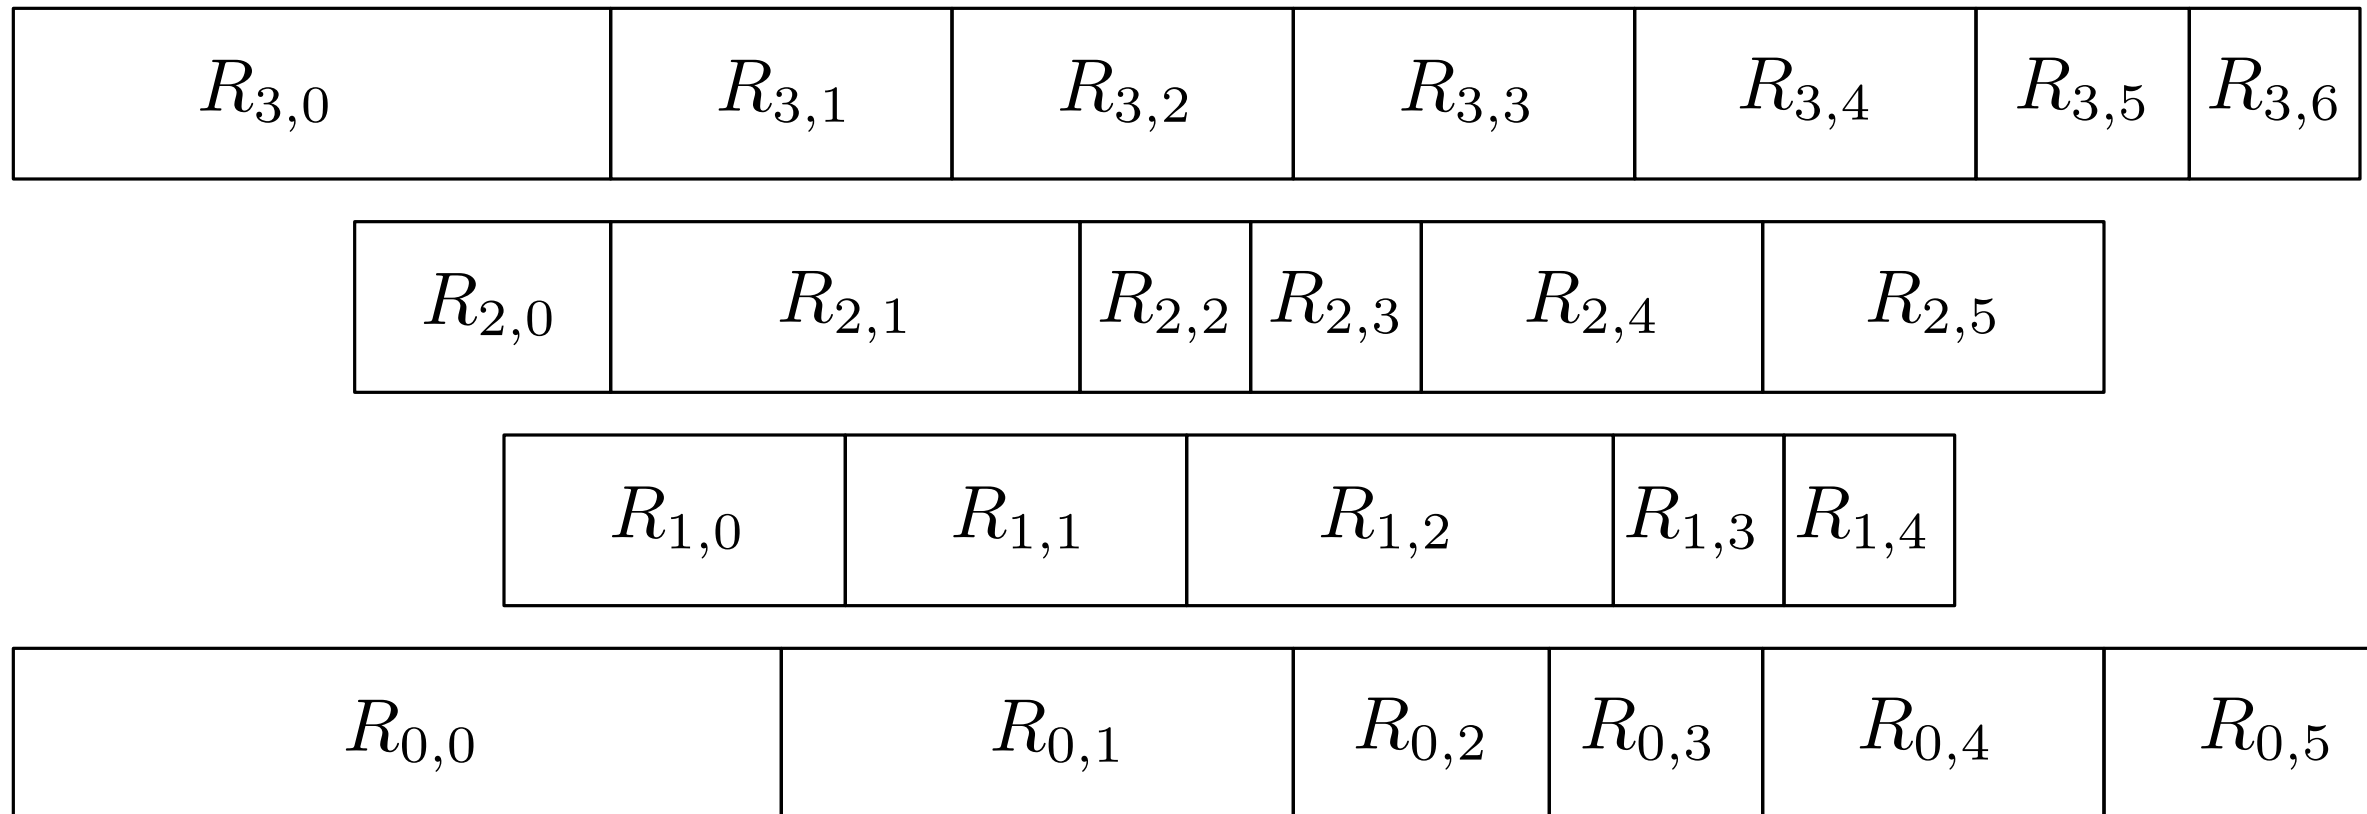 R3,0 R3,1 R3,2 R3,3 R3,4 R3,5 R3,6
R2,0 R2,1 R2,2 R2,3 R2,4 R2,5
R1,0 R1,1 R1,2 R1,3 R1,4
R0,0 R0,1 R0,2 R0,3 R0,4 R0,5